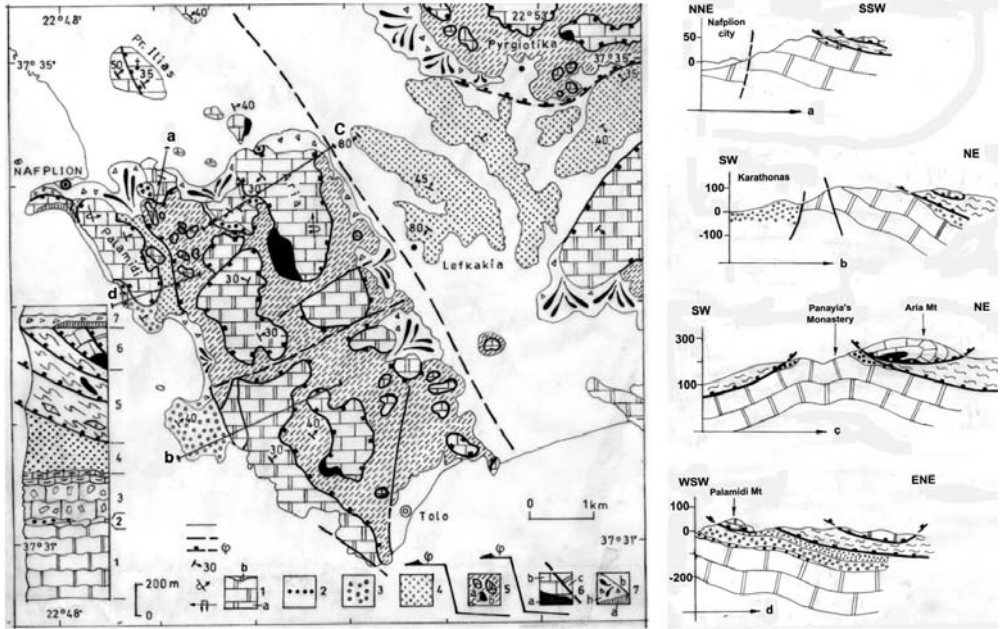 22°48'
22°53'
37°35'
Pr. Ilias
50
35
40
Pyrgiotika
37°35'
35
40
a
C
80
NAFPLION
30
40
45
Palamidi
80
Lefkakia
d
30
30
7
6
5
4
3
2
1
40
b
40
30
Tolo
0 1km
37°31'
37°31'
φ
30
200 m
0
b
1
a
2
3
4
φ
5
φ
b
c
a
6
b
h
7
a
22°48'
NNE
Nafplion
city
SSW
50
0
a
SW
NE
Karathonas
100
0
-100
b
SW
Panayia's
Monastery
Aria Mt
NE
300
100
c
WSW
ENE
Palamidi Mt
100
0
-200
d